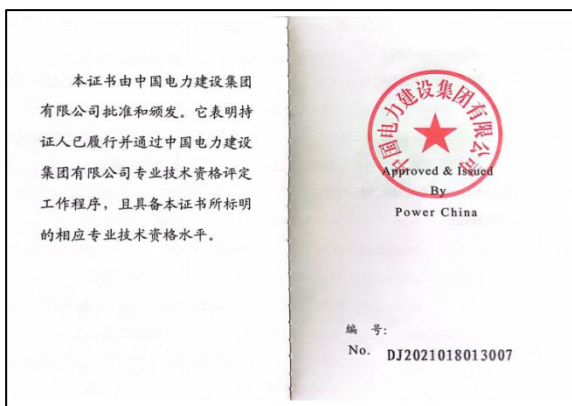 本证书由中国电力建设集团
有限公司批准和颁发。它表明持
证人已履行并通过中国电力建设
集团有限公司专业技术资格评定
工作程序，且具备本证书所标明
的相应专业技术资格水平。
中国电力建设集团有限公司
Approved & Issued
By
Power China
编 号：
No. DJ2021018013007